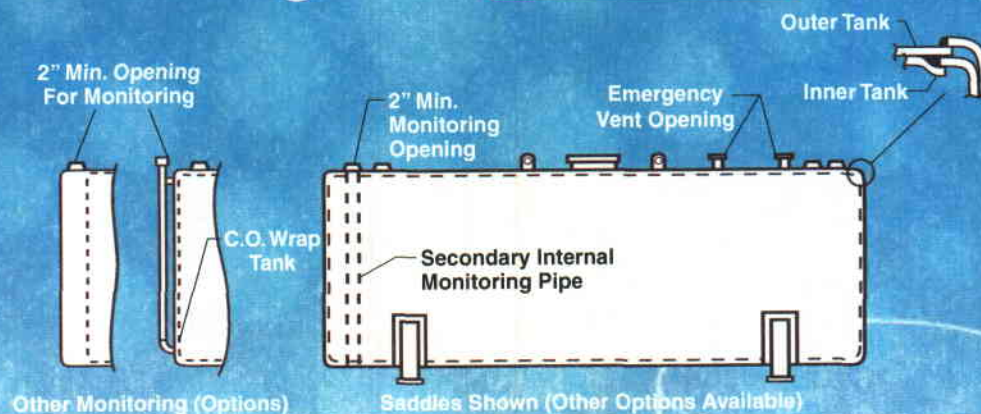 Outer Tank
Inner Tank
2" Min. Opening
For Monitoring
2" Min.
Monitoring
Opening
Emergency
Vent Opening
C.O. Wrap
Tank
Secondary Internal
Monitoring Pipe
Other Monitoring (Options)
Saddles Shown (Other Options Available)